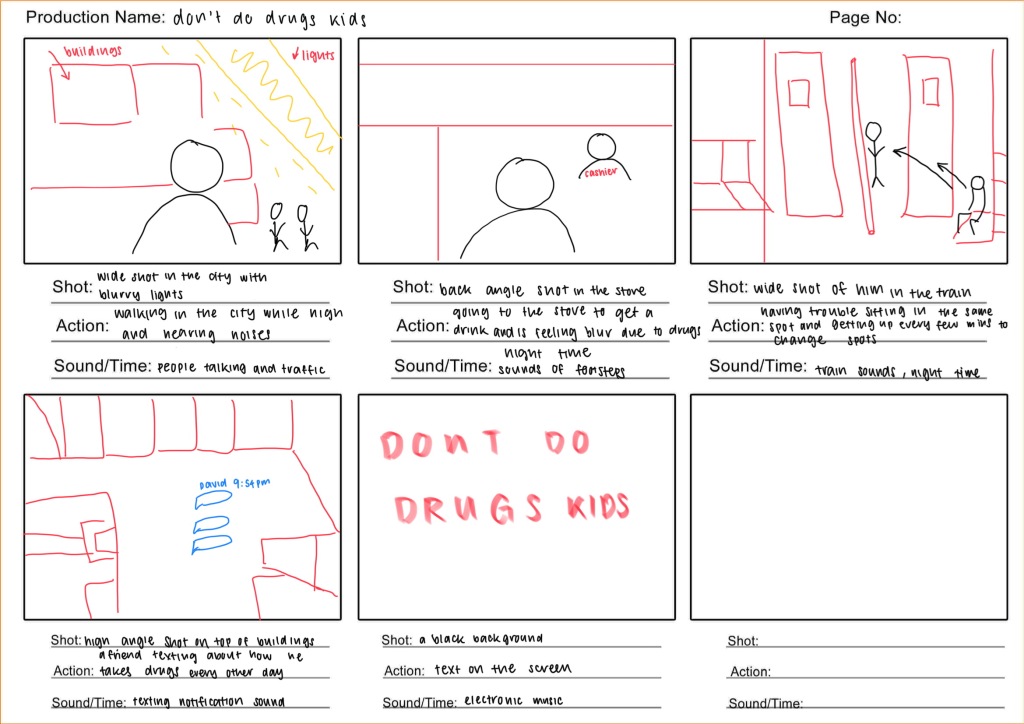 Production Name: don't do drugs kids
Page No:
buildings
lights
Shot: wide shot in the city with
blurry lights
Action: walking in the city while high
and hearing noises
Sound/Time: people talking and traffic
cashier
Shot: back angle shot in the store
going to the store to get a
Action: drink and is feeling blur due to drugs
night time
Sound/Time: sounds of footsteps
Shot: wide shot of him in the train
having trouble sitting in the same
Action: spot and getting up every few mins to
change spots
Sound/Time: train sounds, night time
David 9:54pm
Shot: high angle shot on top of buildings
a friend texting about how he
Action: takes drugs every other day
Sound/Time: texting notification sound
DONT DO
DRUGS KIDS
Shot: a black background
Action: text on the screen
Sound/Time: electronic music
Shot:
Action:
Sound/Time: